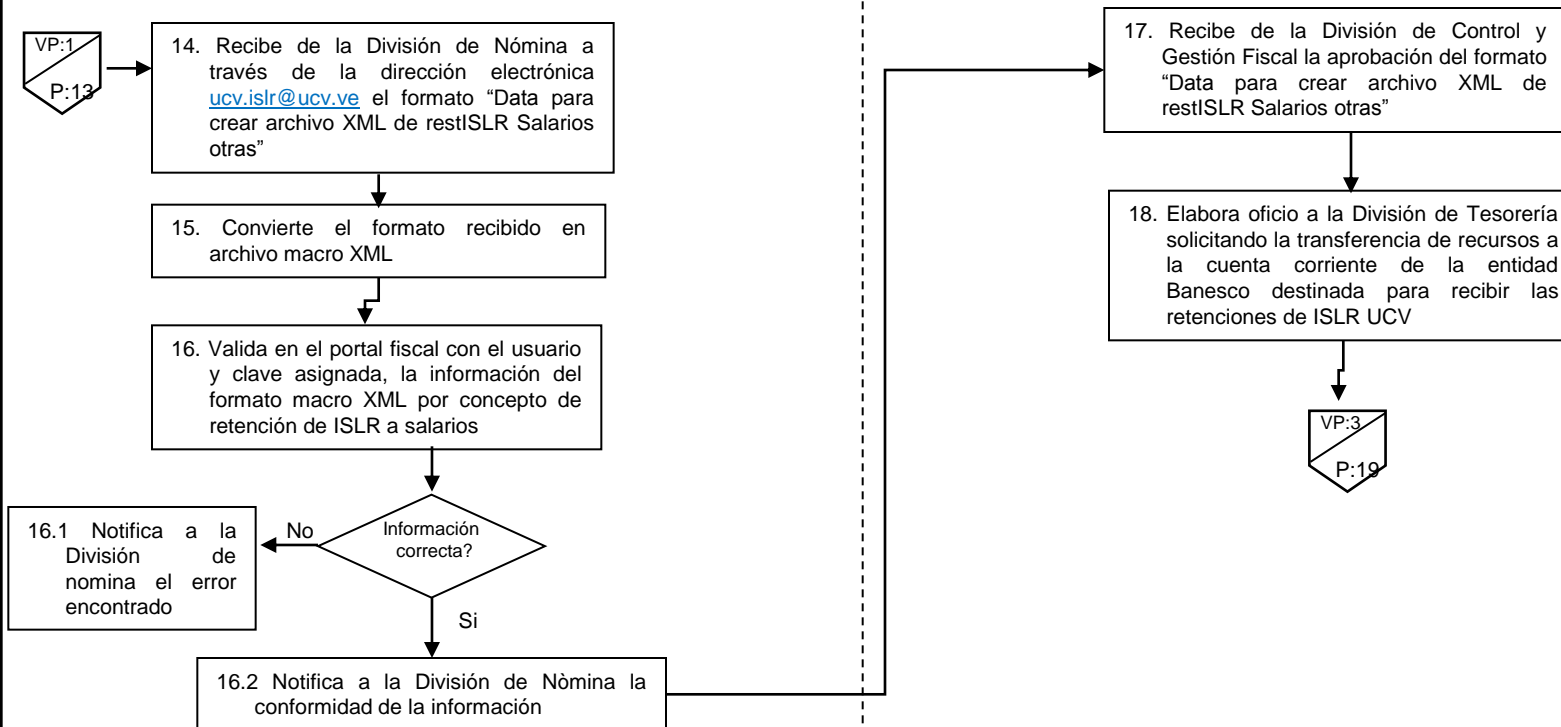 VP:1
P:13
14. Recibe de la División de Nómina a
través de la dirección electrónica
ucv.islr@ucv.ve el formato “Data para
crear archivo XML de restISLR Salarios
otras”
15. Convierte el formato recibido en
archivo macro XML
16. Valida en el portal fiscal con el usuario
y clave asignada, la información del
formato macro XML por concepto de
retención de ISLR a salarios
Información
correcta?
No
16.1 Notifica a la
División de
nomina el error
encontrado
Si
16.2 Notifica a la División de Nòmina la
conformidad de la información
17. Recibe de la División de Control y
Gestión Fiscal la aprobación del formato
“Data para crear archivo XML de
restISLR Salarios otras”
18. Elabora oficio a la División de Tesorería
solicitando la transferencia de recursos a
la cuenta corriente de la entidad
Banesco destinada para recibir las
retenciones de ISLR UCV
VP:3
P:19